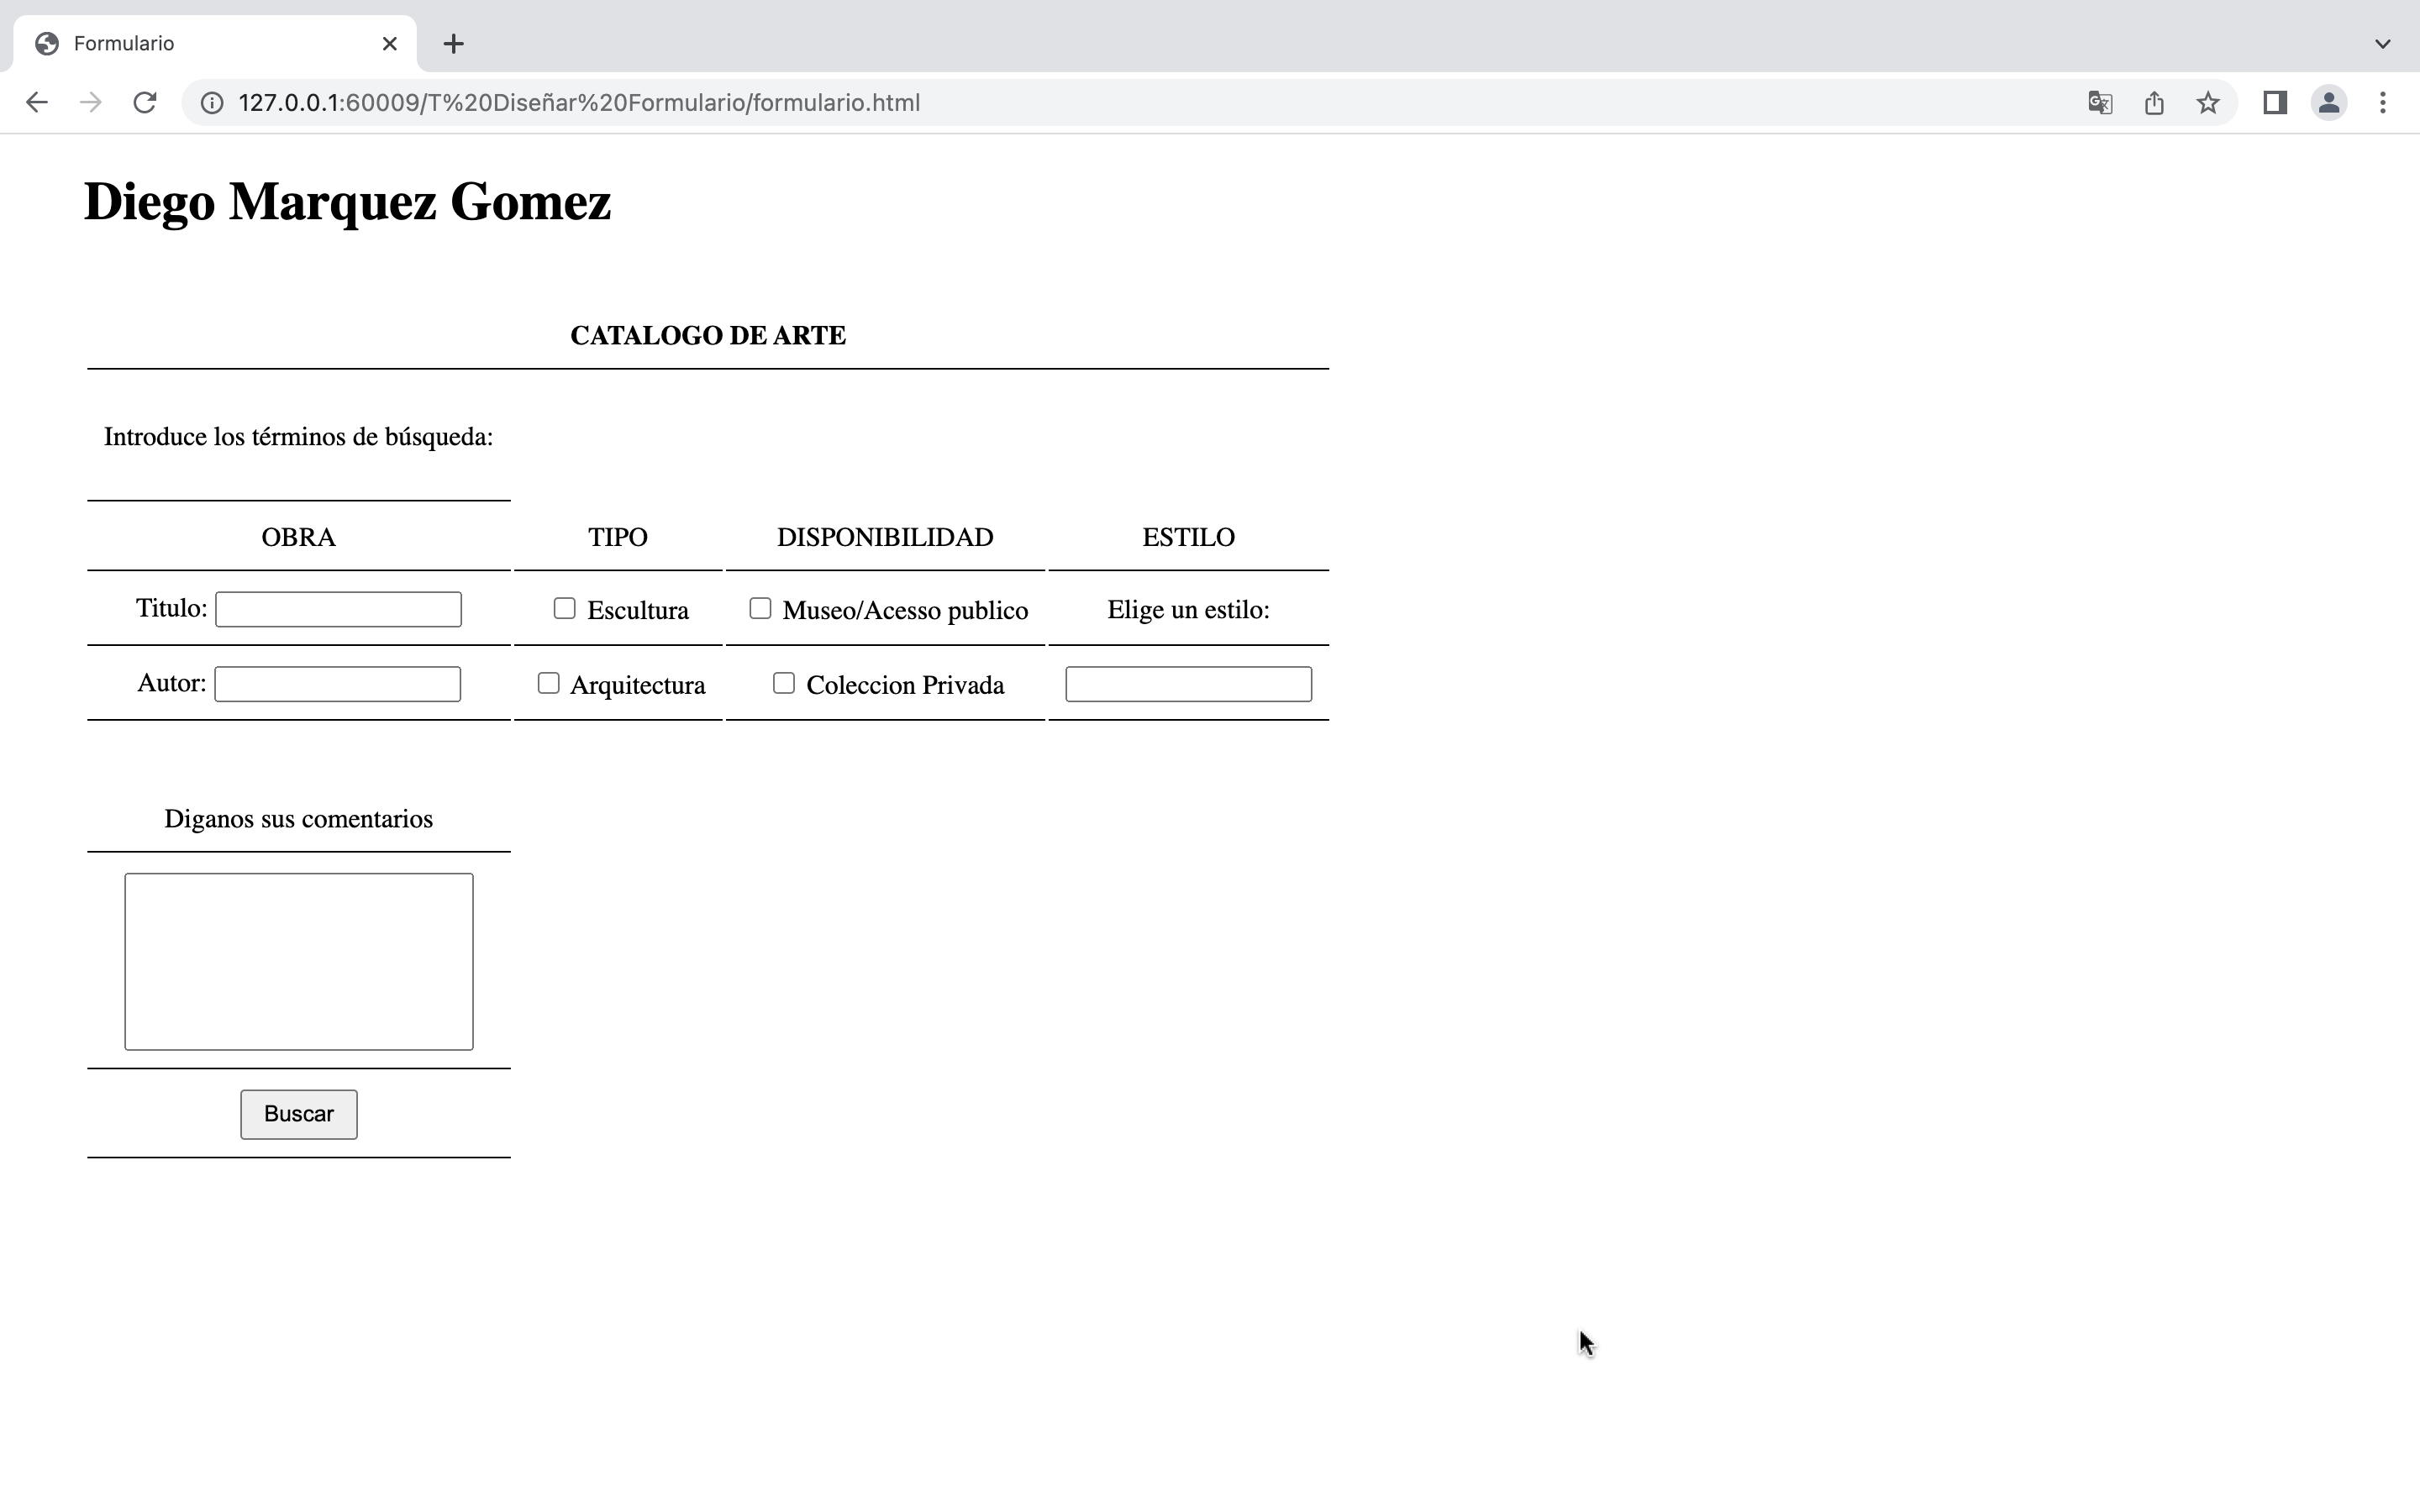 Formulario
127.0.0.1:60009/T%20Diseñar%20Formulario/formulario.html
Diego Marquez Gomez
CATALOGO DE ARTE
Introduce los términos de búsqueda:
OBRA TIPO DISPONIBILIDAD ESTILO
Titulo: Escultura Museo/Acesso publico Elige un estilo:
Autor: Arquitectura Coleccion Privada
Diganos sus comentarios
Buscar